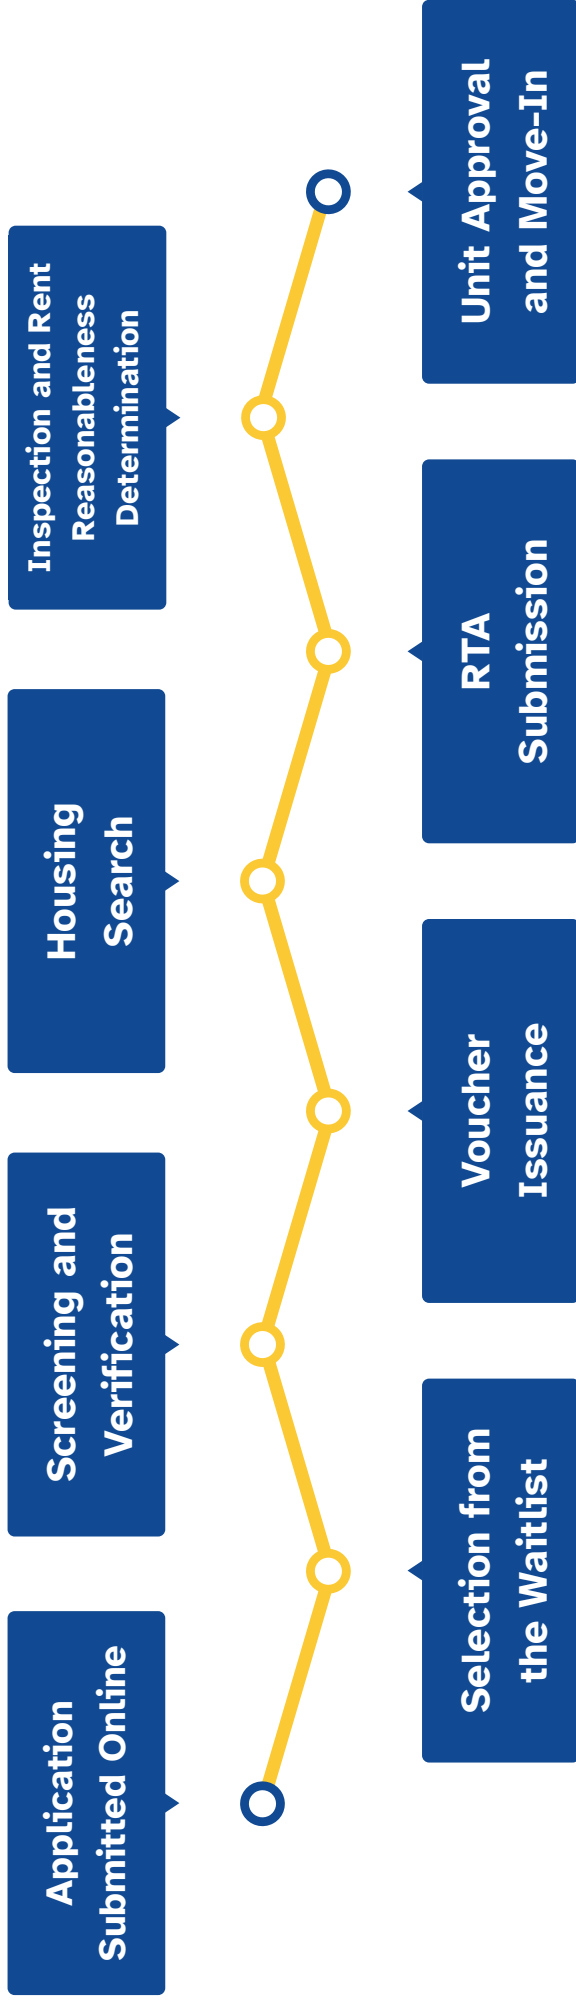 Application
Submitted Online
Selection from
the Waitlist
Screening and
Verification
Voucher
Issuance
Housing
Search
RTA
Submission
Inspection and Rent
Reasonableness
Determination
Unit Approval
and Move-In